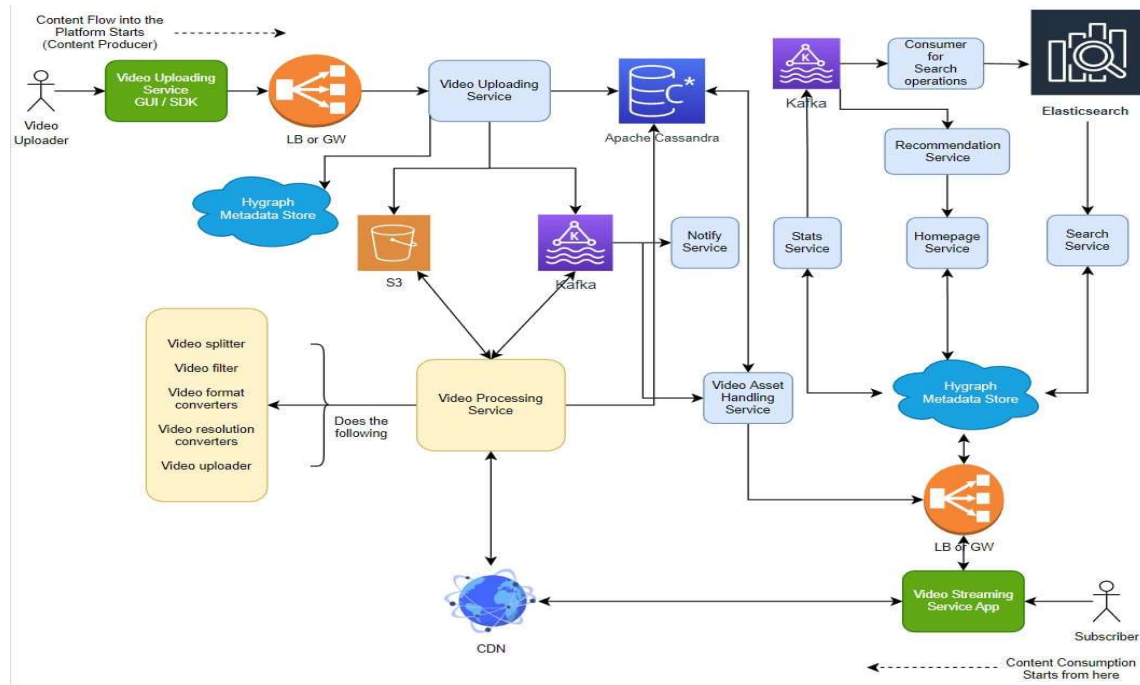 Content Flow into the
Platform Starts
(Content Producer)
Video
Uploader
Video Uploading
Service
GUI / SDK
LB or GW
Video Uploading
Service
C*
Apache Cassandra
K
Kafka
Consumer
for
Search
operations
Elasticsearch
Hygraph
Metadata Store
S3
K
Kafka
Notify
Service
Recommendation
Service
Stats
Service
Homepage
Service
Search
Service
Video splitter
Video filter
Video format
converters
Video resolution
converters
Video uploader
Does the
following
Video Processing
Service
Video Asset
Handling
Service
Hygraph
Metadata Store
LB or GW
CDN
Video Streaming
Service App
Subscriber
Content Consumption
Starts from here